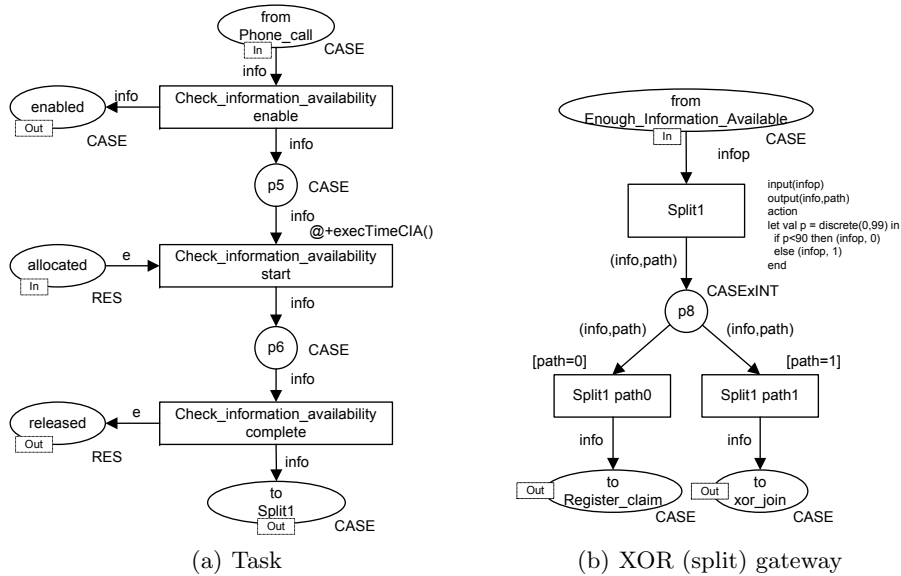 from
Phone_call
In
CASE
info
Check_information_availability
enable
info
enabled
Out
CASE
info
p5
CASE
info
@+execTimeCIA()
allocated
In
RES
e
Check_information_availability
start
info
p6
CASE
info
Check_information_availability
complete
e
released
Out
RES
info
to
Split1
Out
CASE
(a) Task
from
Enough_Information_Available
In
CASE
infop
Split1
input(infop)
output(info,path)
action
let val p = discrete(0,99) in
if p<90 then (infop, 0)
else (infop, 1)
end
(info,path)
CASExINT
p8
(info,path)
(info,path)
[path=0]
[path=1]
Split1 path0
Split1 path1
info
info
Out
to
Register_claim
CASE
Out
to
xor_join
CASE
(b) XOR (split) gateway